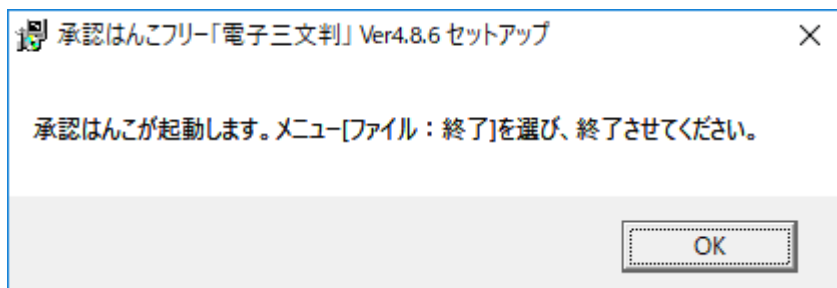 承認はんこフリー「電子三文判」 Ver4.8.6 セットアップ
承認はんこが起動します。メニュー[ファイル：終了]を選び、終了させてください。
OK